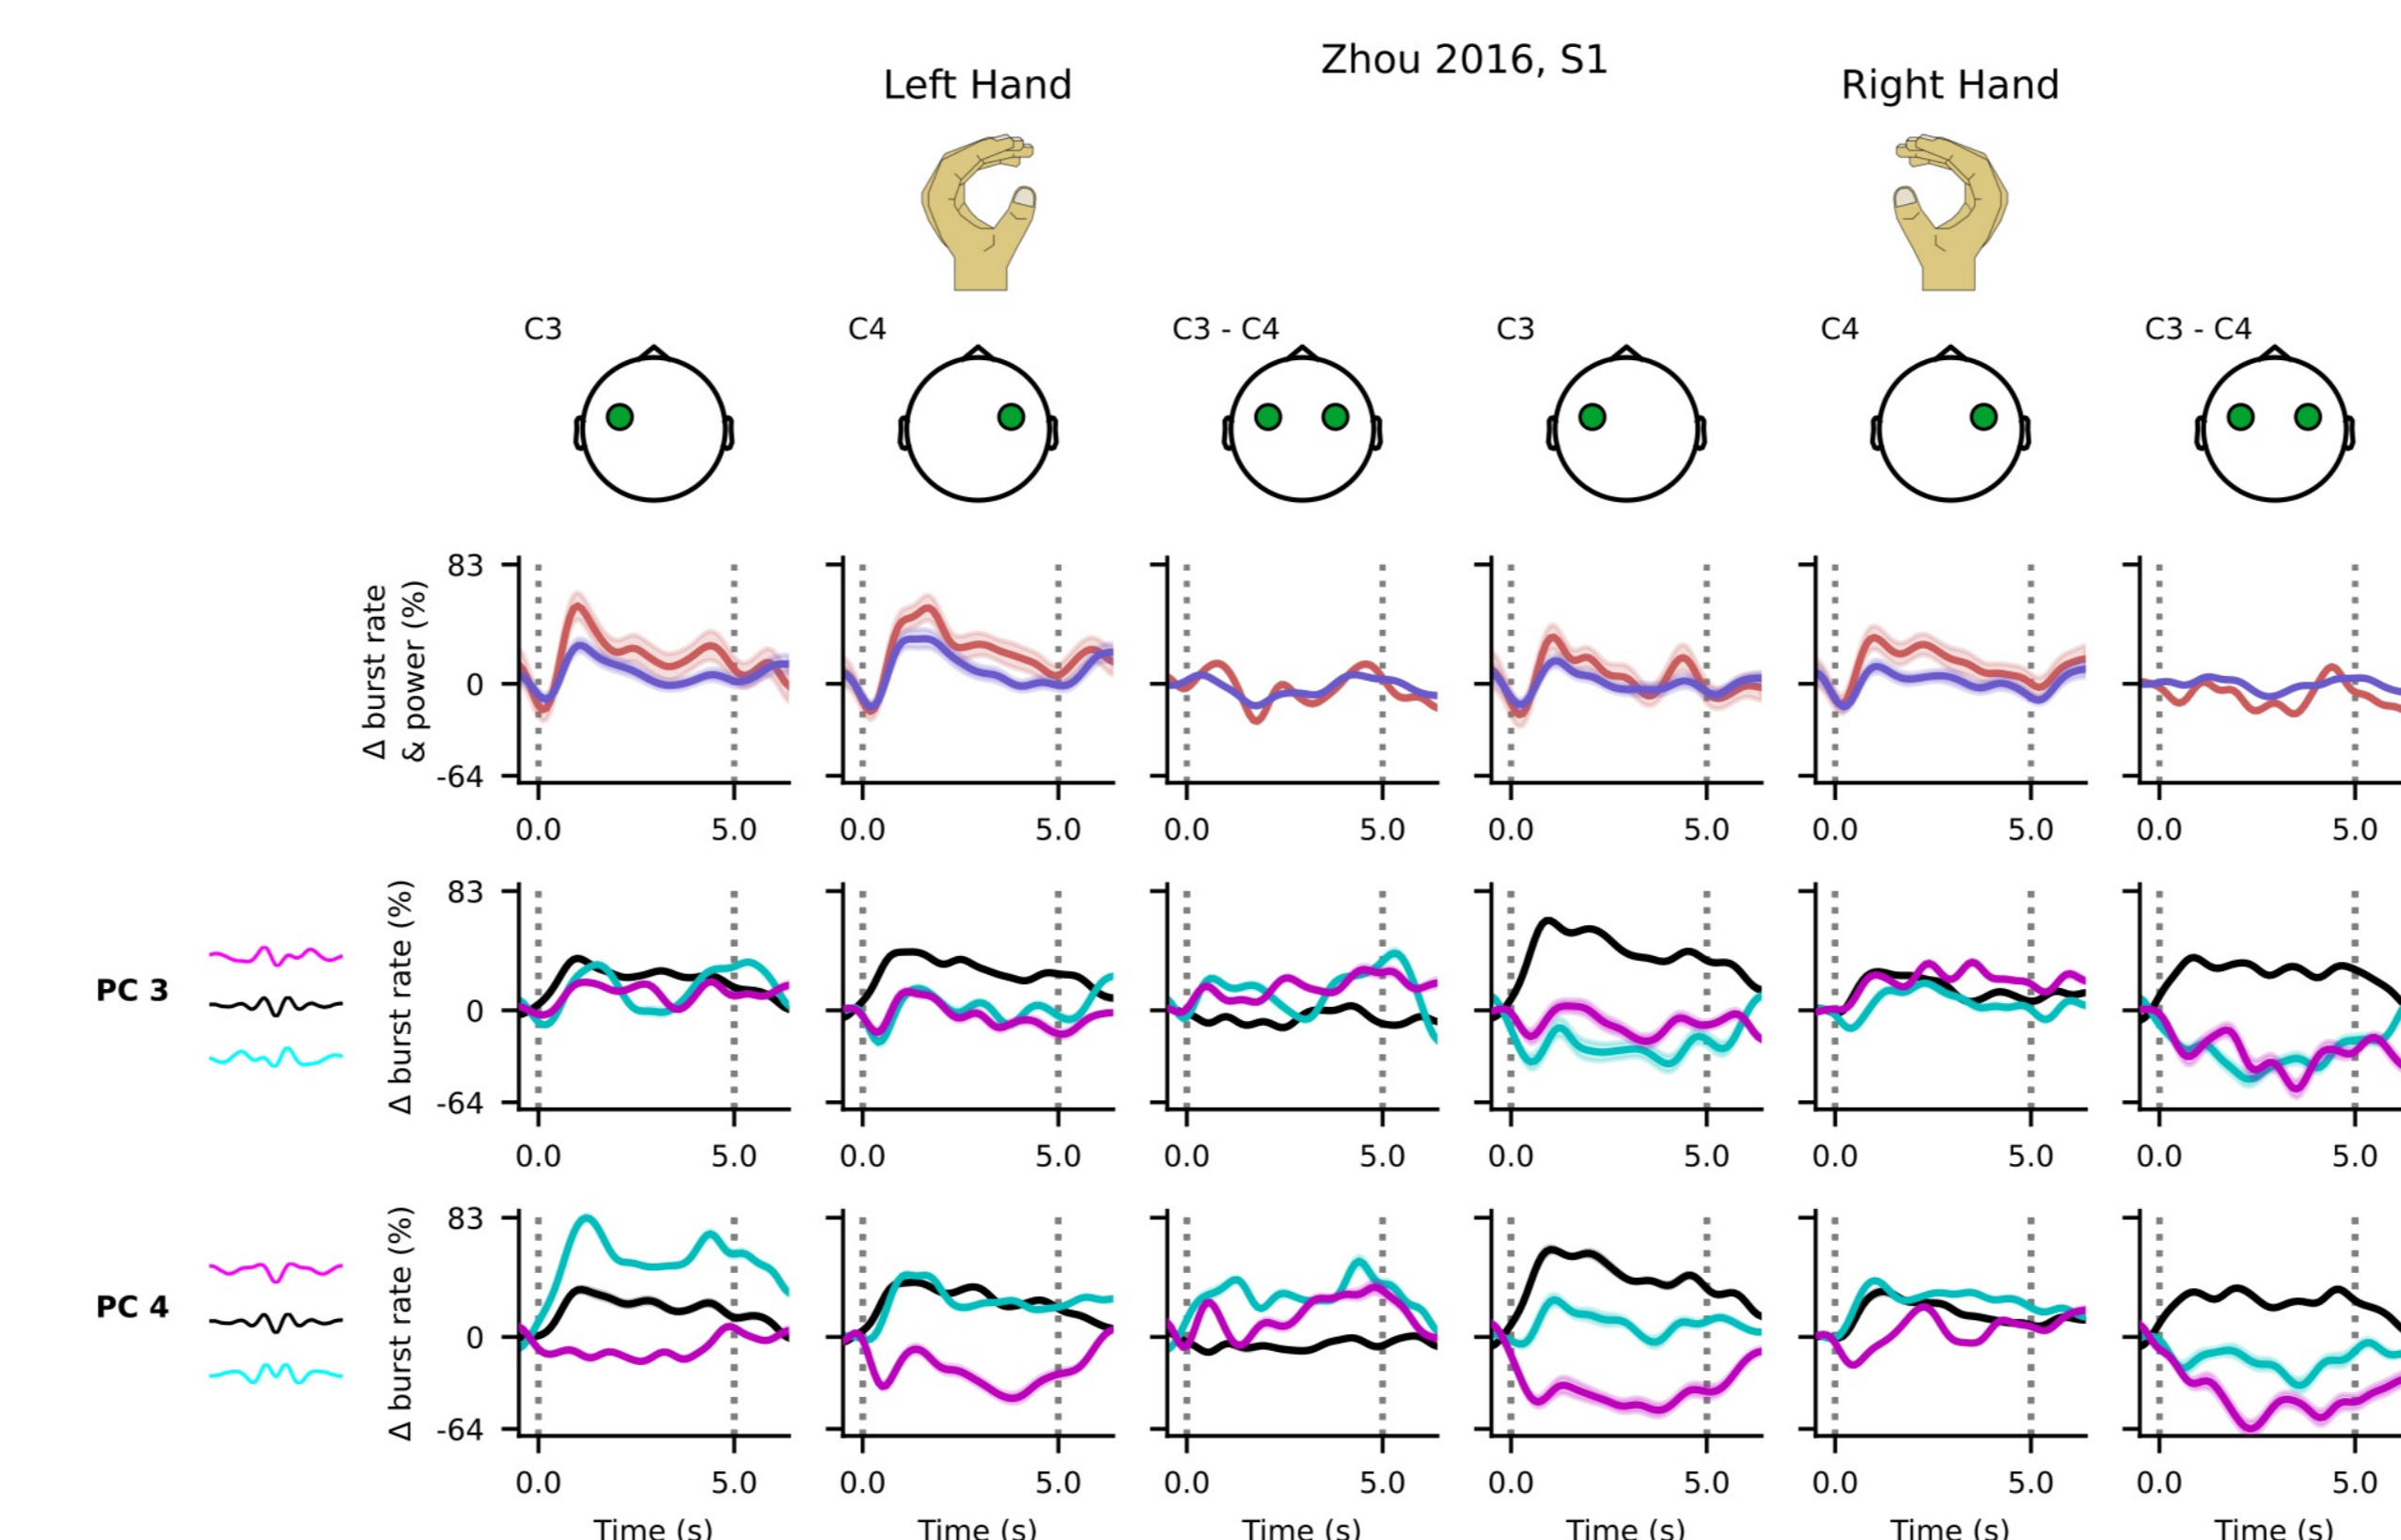 Zhou 2016, S1
Left Hand Right Hand
C3 C4 C3 - C4 C3 C4 C3 - C4
Δ burst rate
& power (%)
83
0
-64
0.0 5.0 0.0 5.0 0.0 5.0 0.0 5.0 0.0 5.0 0.0 5.0
PC 3
Δ burst rate (%)
83
0
-64
0.0 5.0 0.0 5.0 0.0 5.0 0.0 5.0 0.0 5.0 0.0 5.0
PC 4
Δ burst rate (%)
83
0
-64
0.0 5.0 0.0 5.0 0.0 5.0 0.0 5.0 0.0 5.0 0.0 5.0
Time (s) Time (s) Time (s) Time (s) Time (s) Time (s)